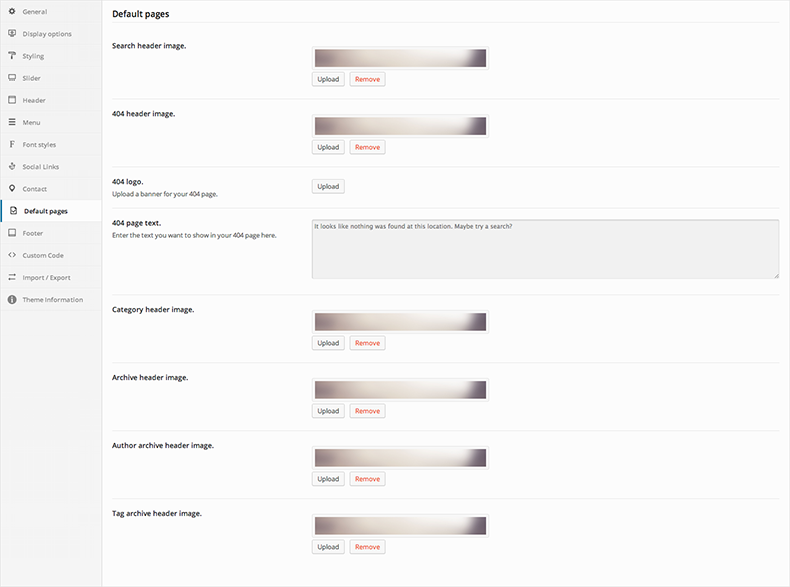 General
Display options
Styling
Slider
Header
Menu
Font styles
Social Links
Contact
Default pages
Footer
Custom Code
Import / Export
Theme Information
Default pages
Search header image.
Upload Remove
404 header image.
Upload Remove
404 logo.
Upload a banner for your 404 page.
Upload
404 page text.
Enter the text you want to show in your 404 page here.
It looks like nothing was found at this location. Maybe try a search?
Category header image.
Upload Remove
Archive header image.
Upload Remove
Author archive header image.
Upload Remove
Tag archive header image.
Upload Remove